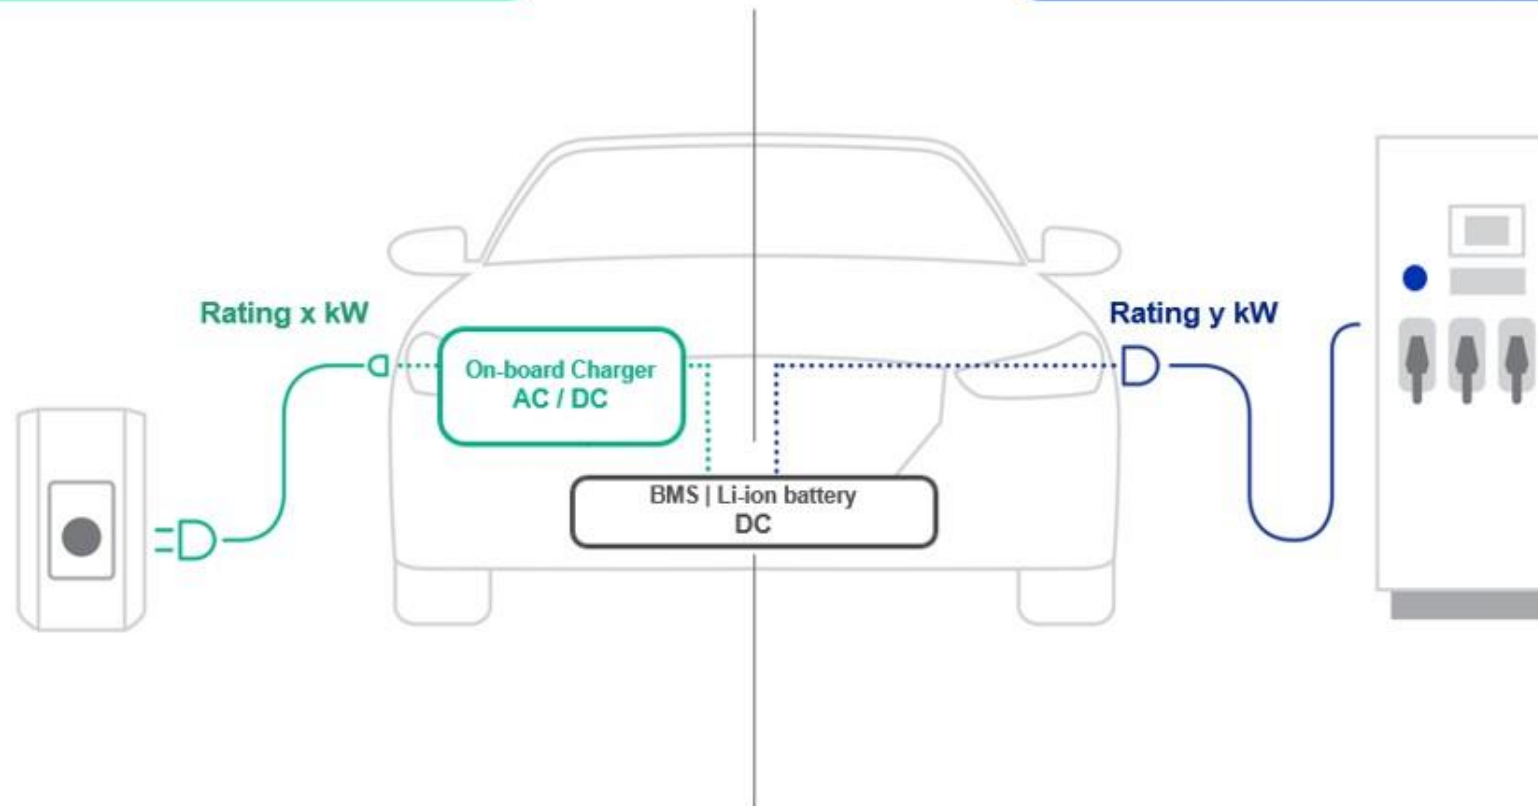 Rating x kW
Rating y kW
On-board Charger
AC / DC
BMS | Li-ion battery
DC